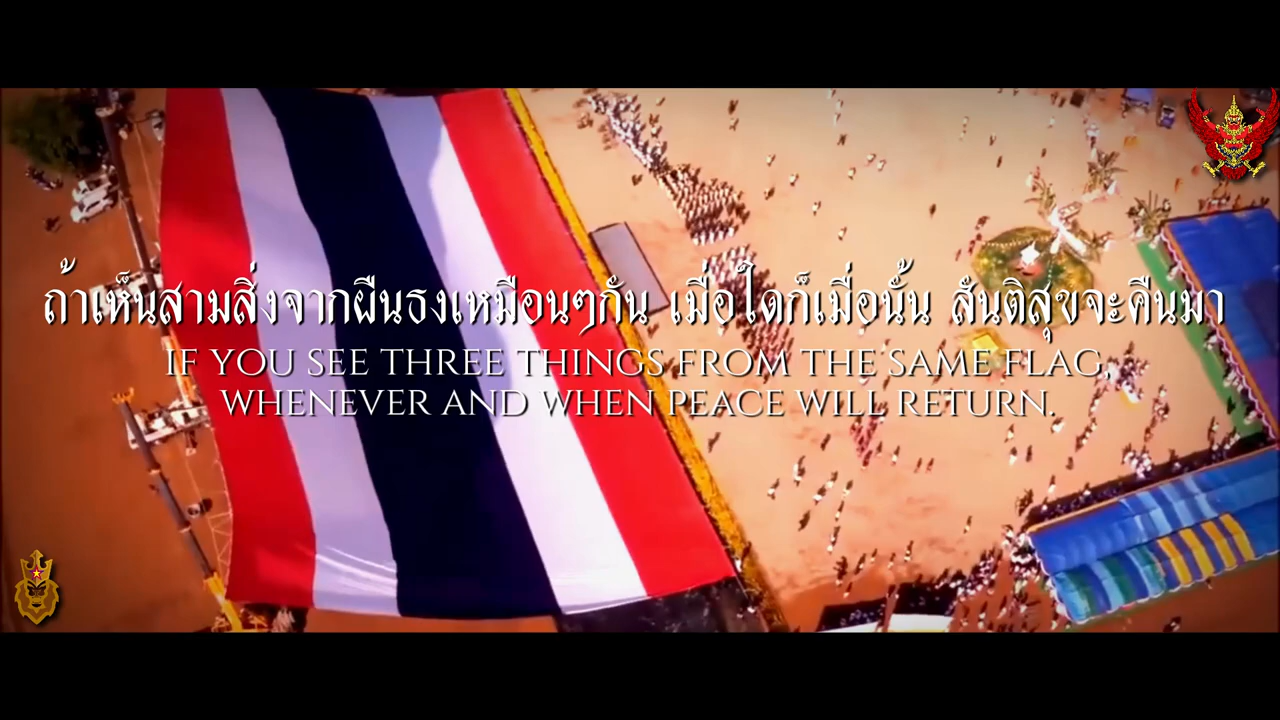 ถ้าเห็นสามสิ่งจากผืนธงเหมือนๆกัน เมื่อใดก็เมื่อนั้น สันติสุขจะคืนมา
IF YOU SEE THREE THINGS FROM THE SAME FLAG,
WHENEVER AND WHEN PEACE WILL RETURN.